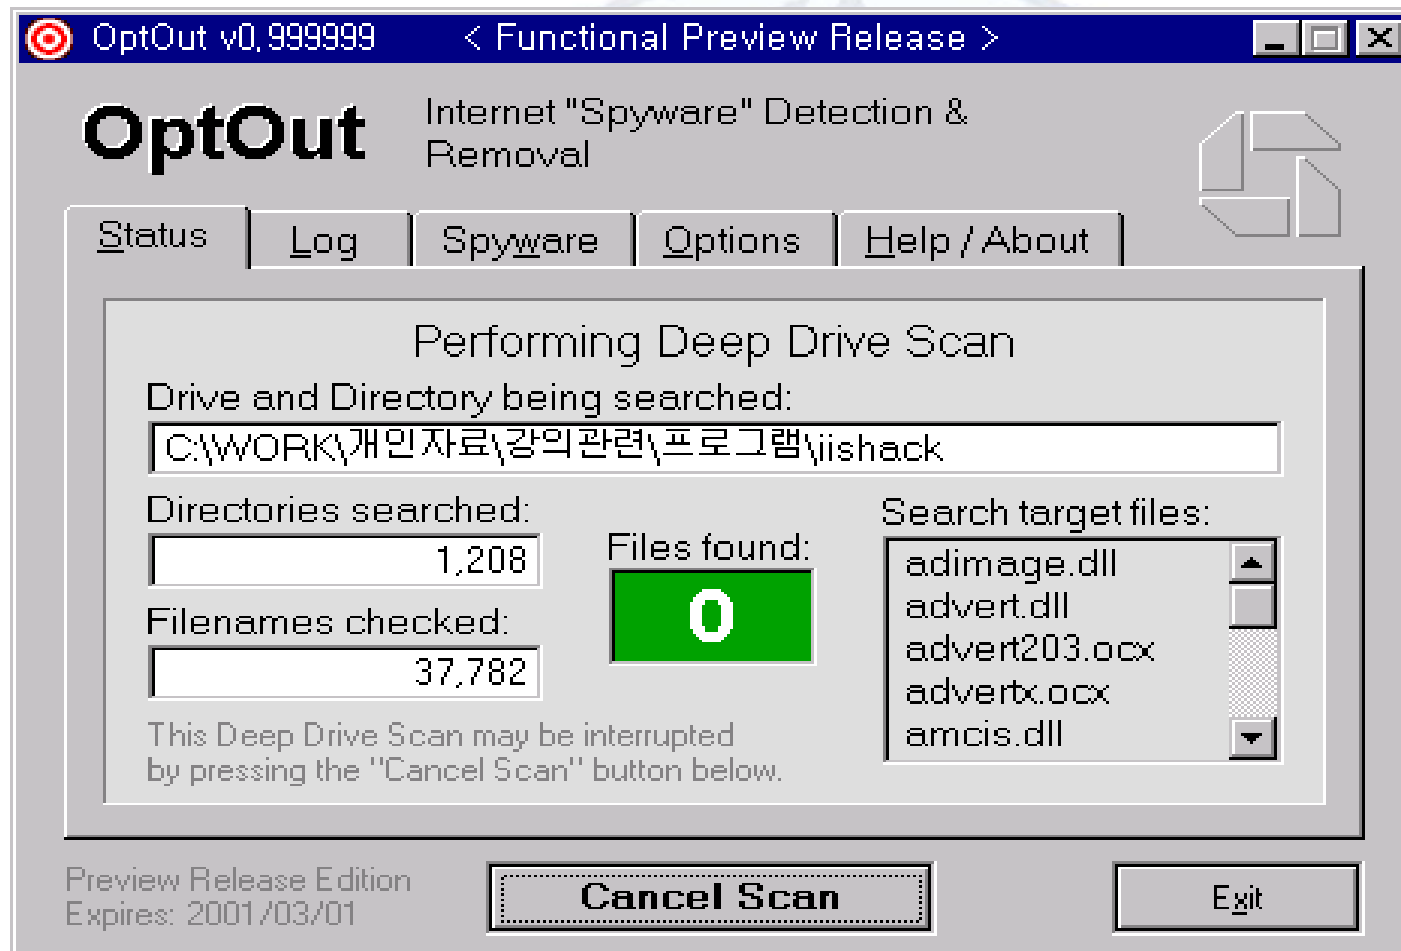 OptOut v0,999999 < Functional Preview Release >
OptOut
Internet "Spyware" Detection &
Removal
Status
Log
Spyware
Options
Help / About
Performing Deep Drive Scan
Drive and Directory being searched:
C:\WORK\개인자료\강의관련\프로그램\iishack
Directories searched:
1,208
Filenames checked:
37,782
Files found:
0
Search target files:
adimage.dll
advert.dll
advert203.ocx
advertx.ocx
amcis.dll
This Deep Drive Scan may be interrupted
by pressing the "Cancel Scan" button below.
Preview Release Edition
Expires: 2001/03/01
Cancel Scan
Exit